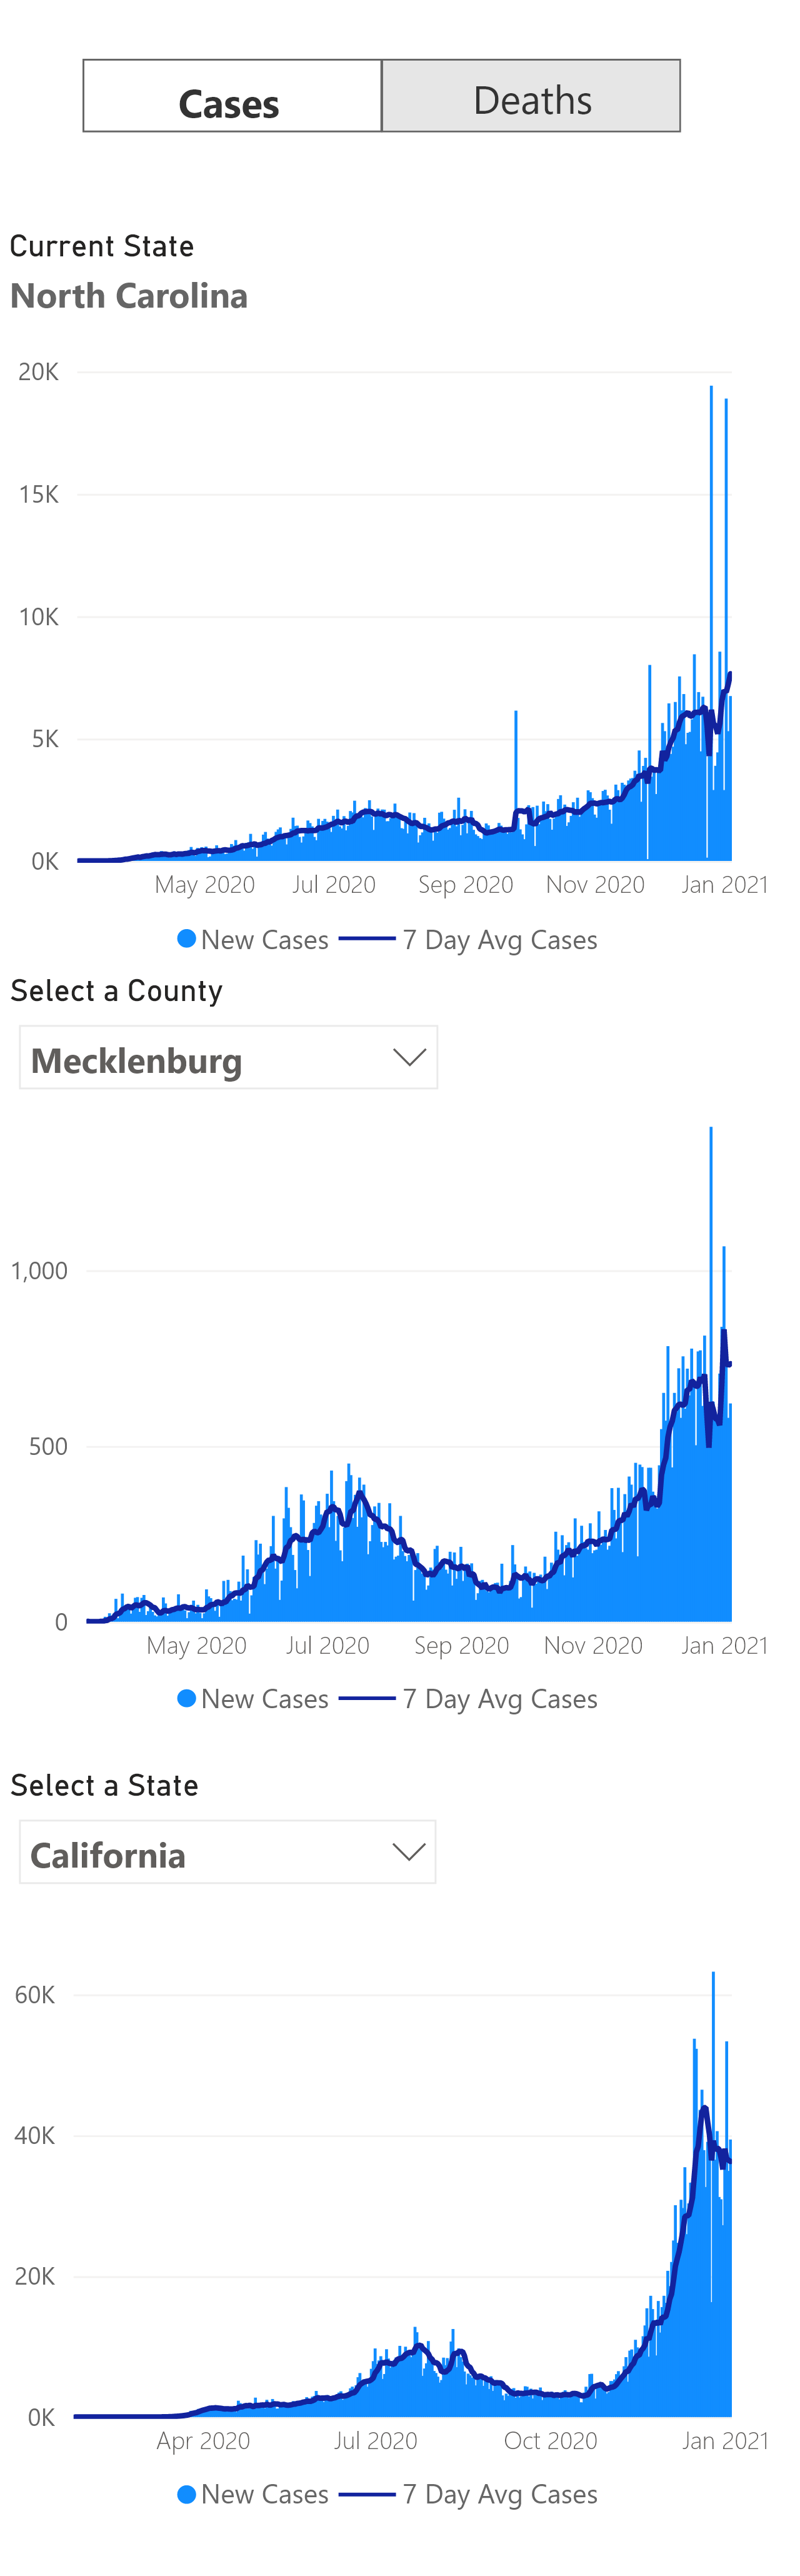 Cases Deaths
Current State
North Carolina
20K
15K
10K
5K
0K
May 2020 Jul 2020 Sep 2020 Nov 2020 Jan 2021
New Cases 7 Day Avg Cases
Select a County
Mecklenburg
1,000
500
0
May 2020 Jul 2020 Sep 2020 Nov 2020 Jan 2021
New Cases 7 Day Avg Cases
Select a State
California
60K
40K
20K
0K
Apr 2020 Jul 2020 Oct 2020 Jan 2021
New Cases 7 Day Avg Cases